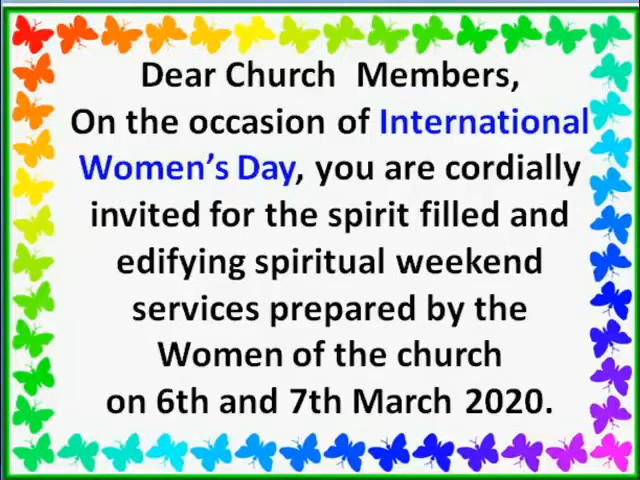 Dear Church Members,
On the occasion of International
Women's Day, you are cordially
invited for the spirit filled and
edifying spiritual weekend
services prepared by the
Women of the church
on 6th and 7th March 2020.